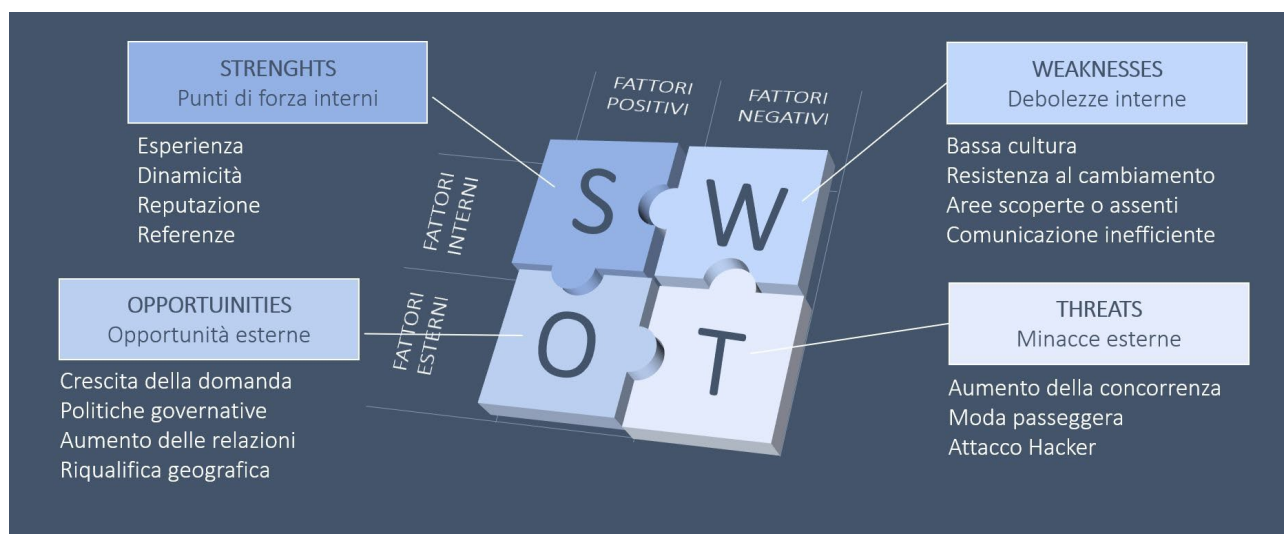 STRENGHTS
Punti di forza interni
Esperienza
Dinamicità
Reputazione
Referenze
FATTORI
POSITIVI
FATTORI
NEGATIVI
WEAKNESSES
Debolezze interne
Bassa cultura
Resistenza al cambiamento
Aree scoperte o assenti
Comunicazione inefficiente
FATTORI
INTERNI
S
W
OPPORTUINITIES
Opportunità esterne
Crescita della domanda
Politiche governative
Aumento delle relazioni
Riqualifica geografica
FATTORI
ESTERNI
O
T
THREATS
Minacce esterne
Aumento della concorrenza
Moda passeggera
Attacco Hacker